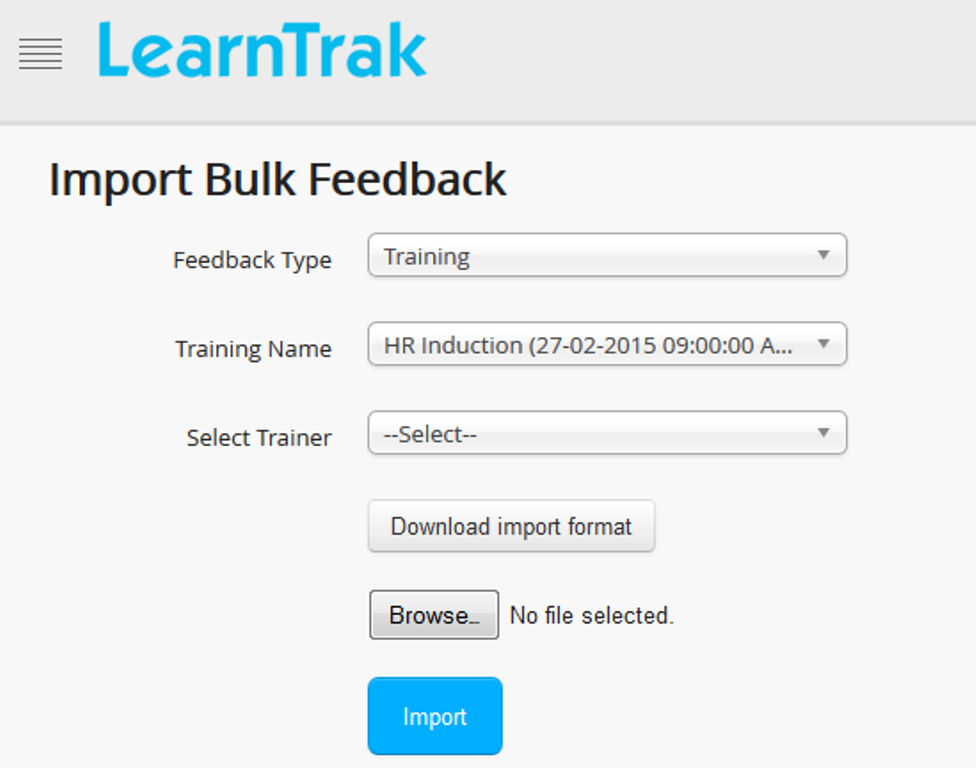 LearnTrak
Import Bulk Feedback
Feedback Type
Training
Training Name
HR Induction (27-02-2015 09:00:00 A...
Select Trainer
--Select--
Download import format
Browse_ No file selected.
Import